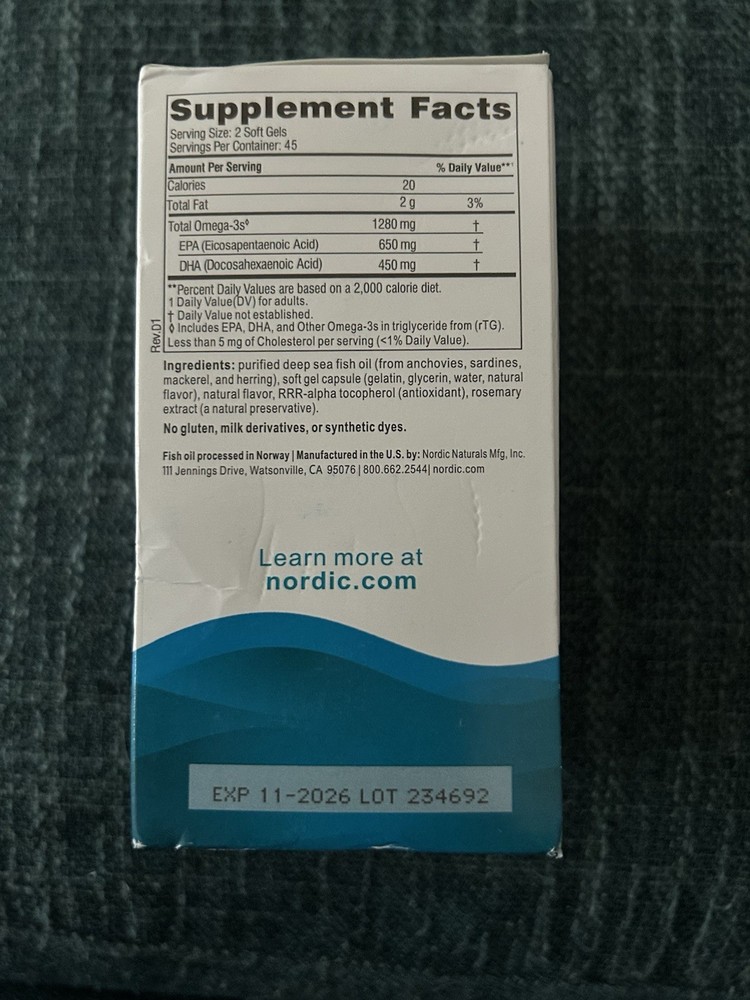 Supplement Facts
Serving Size: 2 Soft Gels
Servings Per Container: 45
Amount Per Serving % Daily Value**¹
Calories 20
Total Fat 2 g 3%
Total Omega-3s◊ 1280 mg †
EPA (Eicosapentaenoic Acid) 650 mg †
DHA (Docosahexaenoic Acid) 450 mg †
**Percent Daily Values are based on a 2,000 calorie diet.
1 Daily Value(DV) for adults.
† Daily Value not established.
◊ Includes EPA, DHA, and Other Omega-3s in triglyceride from (rTG).
Less than 5 mg of Cholesterol per serving (<1% Daily Value).
Rev.D1
Ingredients: purified deep sea fish oil (from anchovies, sardines,
mackerel, and herring), soft gel capsule (gelatin, glycerin, water, natural
flavor), natural flavor, RRR-alpha tocopherol (antioxidant), rosemary
extract (a natural preservative).
No gluten, milk derivatives, or synthetic dyes.
Fish oil processed in Norway | Manufactured in the U.S. by: Nordic Naturals Mfg, Inc.
111 Jennings Drive, Watsonville, CA 95076 | 800.662.2544| nordic.com
Learn more at
nordic.com
EXP 11-2026 LOT 234692